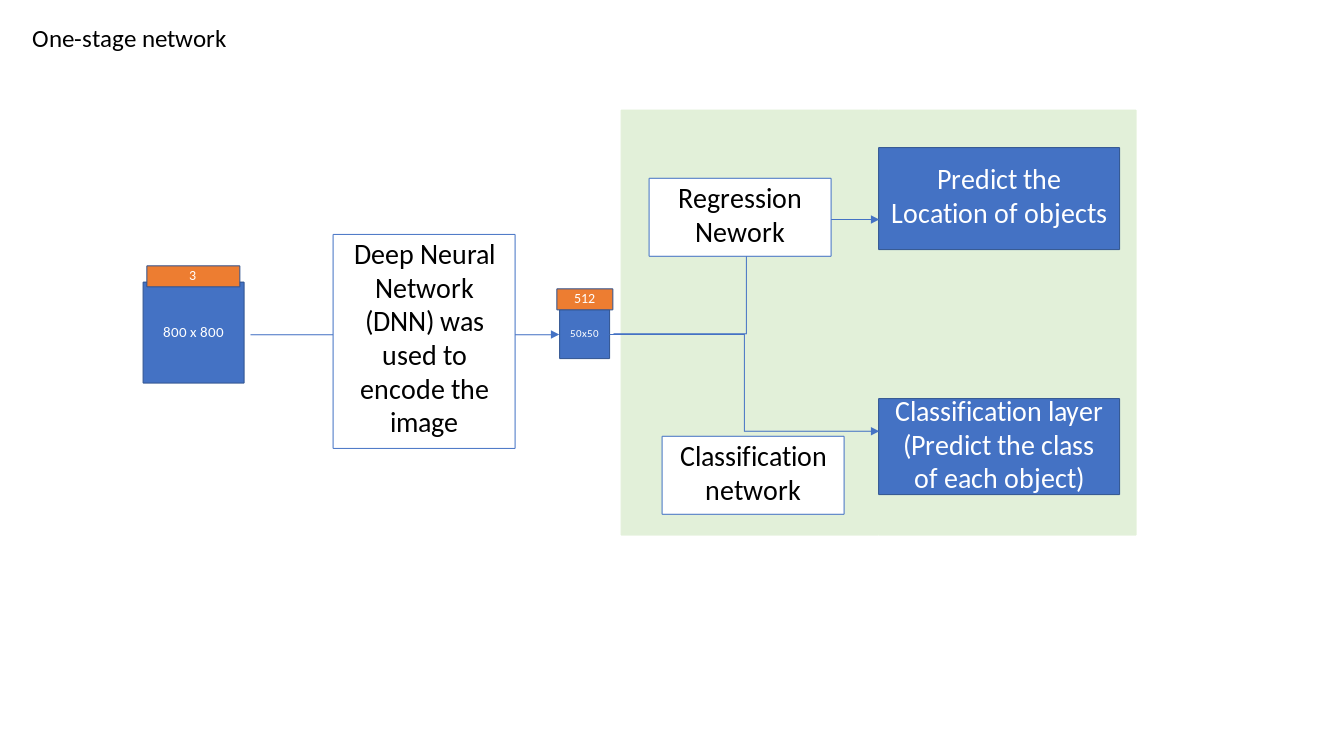 One-stage network
3
800 x 800
Deep Neural
Network
(DNN) was
used to
encode the
image
512
50x50
Regression
Nework
Predict the
Location of objects
Classification
network
Classification layer
(Predict the class
of each object)